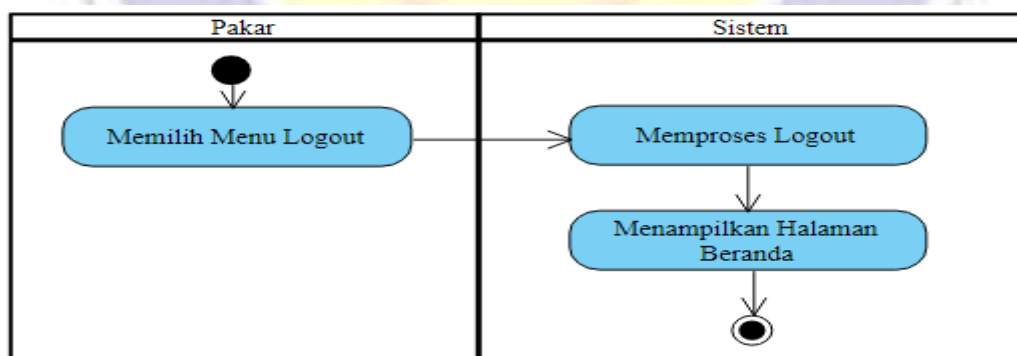 Pakar
Sistem
Memilih Menu Logout
Memproses Logout
Menampilkan Halaman
Beranda